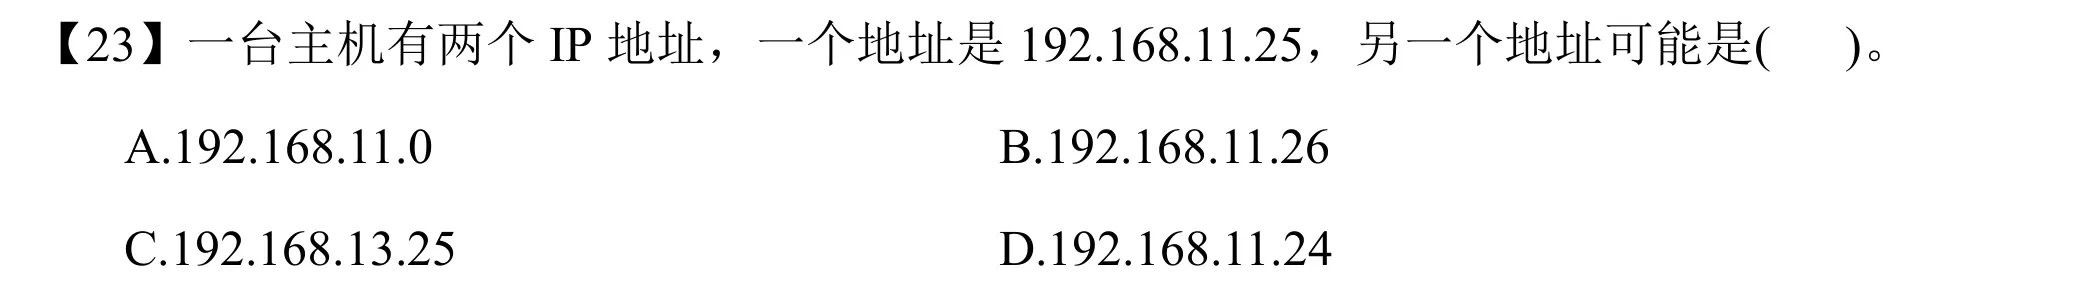 【23】一台主机有两个 IP 地址，一个地址是 192.168.11.25，另一个地址可能是(    )。
A.192.168.11.0    B.192.168.11.26
C.192.168.13.25    D.192.168.11.24